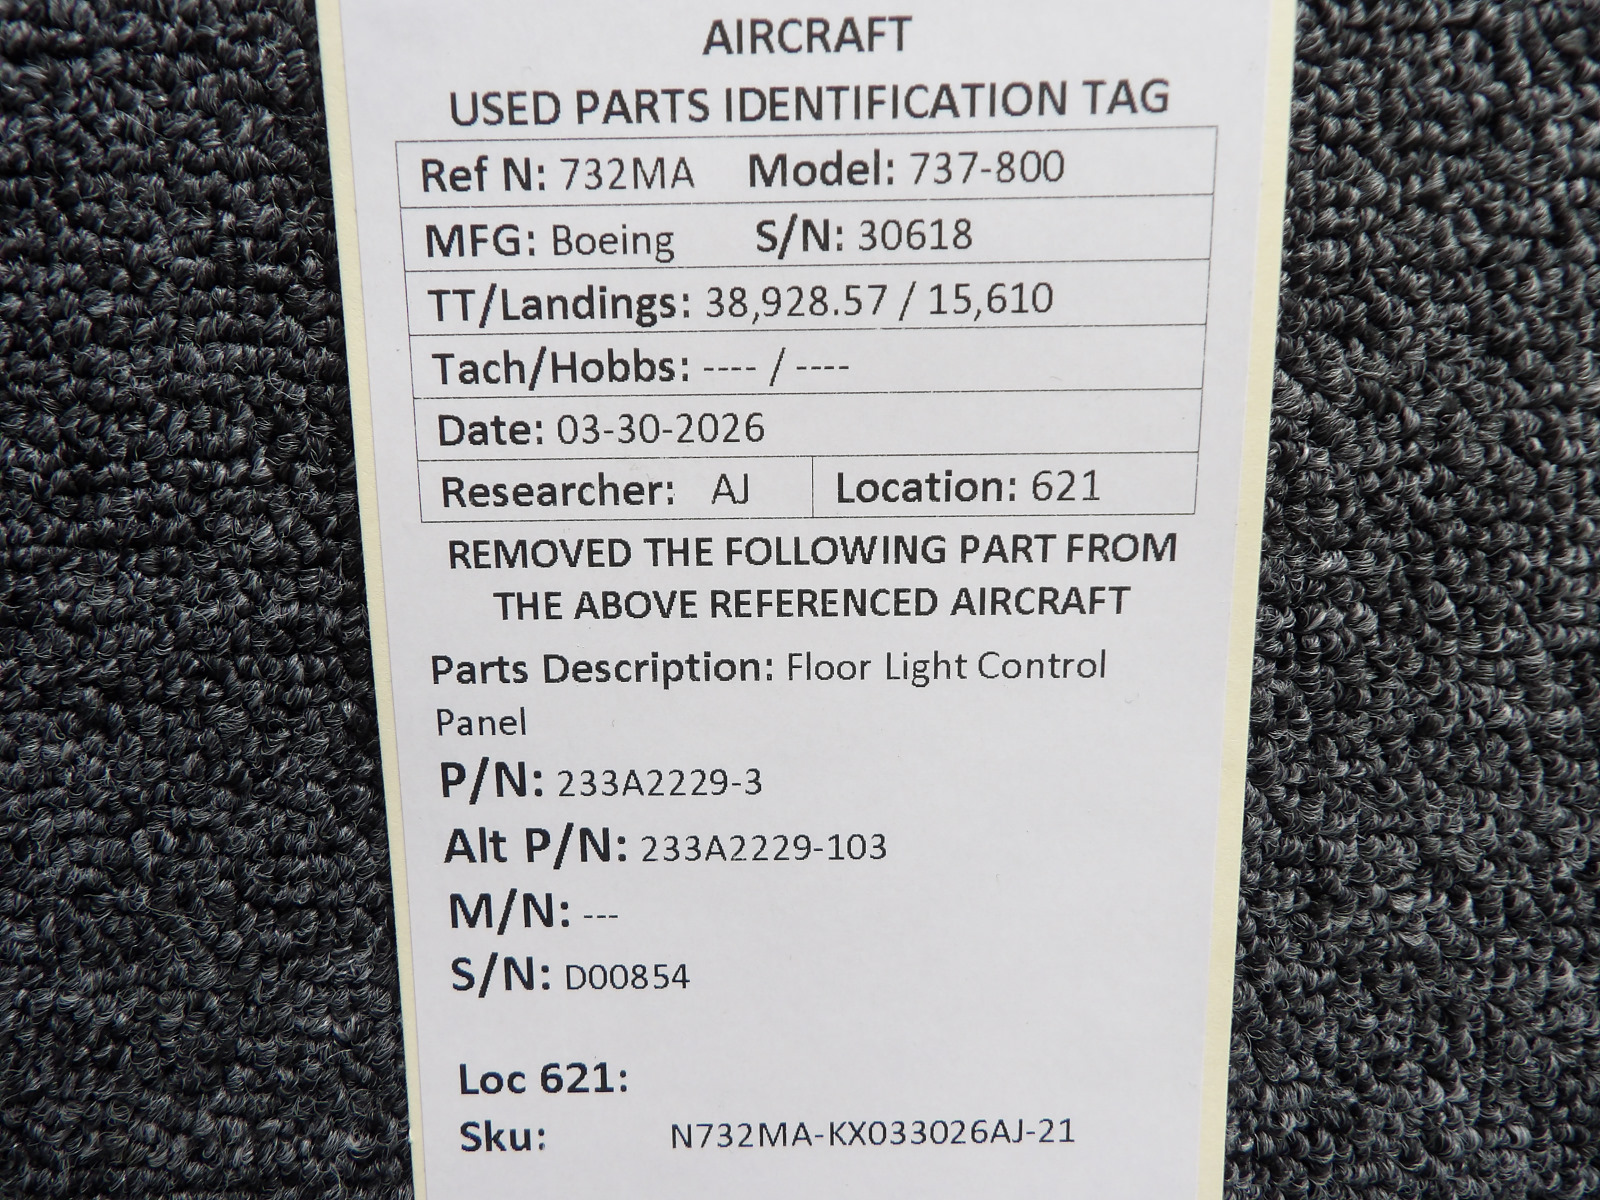 AIRCRAFT
USED PARTS IDENTIFICATION TAG
Ref N: 732MA Model: 737-800
MFG: Boeing S/N: 30618
TT/Landings: 38,928.57 / 15,610
Tach/Hobbs: ---- / ----
Date: 03-30-2026
Researcher: AJ Location: 621
REMOVED THE FOLLOWING PART FROM
THE ABOVE REFERENCED AIRCRAFT
Parts Description: Floor Light Control
Panel
P/N: 233A2229-3
Alt P/N: 233A2229-103
M/N: ---
S/N: D00854
Loc 621:
Sku: N732MA-KX033026AJ-21